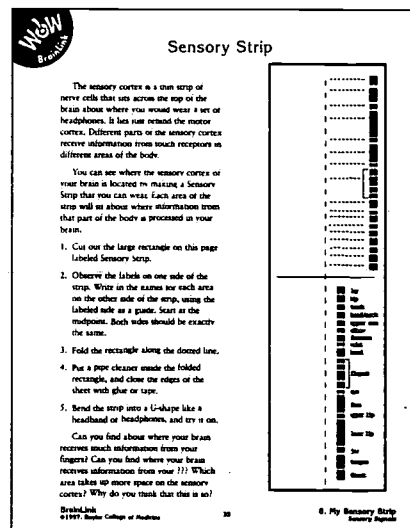 WOW
BrainLink
Sensory Strip
The sensory cortex is a thin strip of
nerve cells that sits across the top of the
brain about where you would wear a set of
headphones. It lies just behind the motor
cortex. Different parts of the sensory cortex
receive information from touch receptors in
different areas of the body.
You can see where the sensory cortex of
your brain is located by making a Sensory
Strip that you can wear. Each area of the
strip will sit about where information from
that part of the body is processed in your
brain.
1. Cut out the large rectangle on this page
labeled Sensory Strip.
2. Observe the labels on one side of the
strip. Write in the names for each area
on the other side of the strip, using the
labeled side as a guide. Start at the
midpoint. Both sides should be exactly
the same.
3. Fold the rectangle along the dotted line.
4. Put a pipe cleaner inside the folded
rectangle, and close the edges of the
sheet with glue or tape.
5. Bend the strip into a U-shape like a
headband or headphones, and try it on.
Can you find about where your brain
receives touch information from your
fingers? Can you find where your brain
receives information from your ??? Which
area takes up more space on the sensory
cortex? Why do you think that this is so?
upper lip
lower lip
BrainLink
©1997, Baylor College of Medicine
8. My Sensory Strip
Sensory Signals